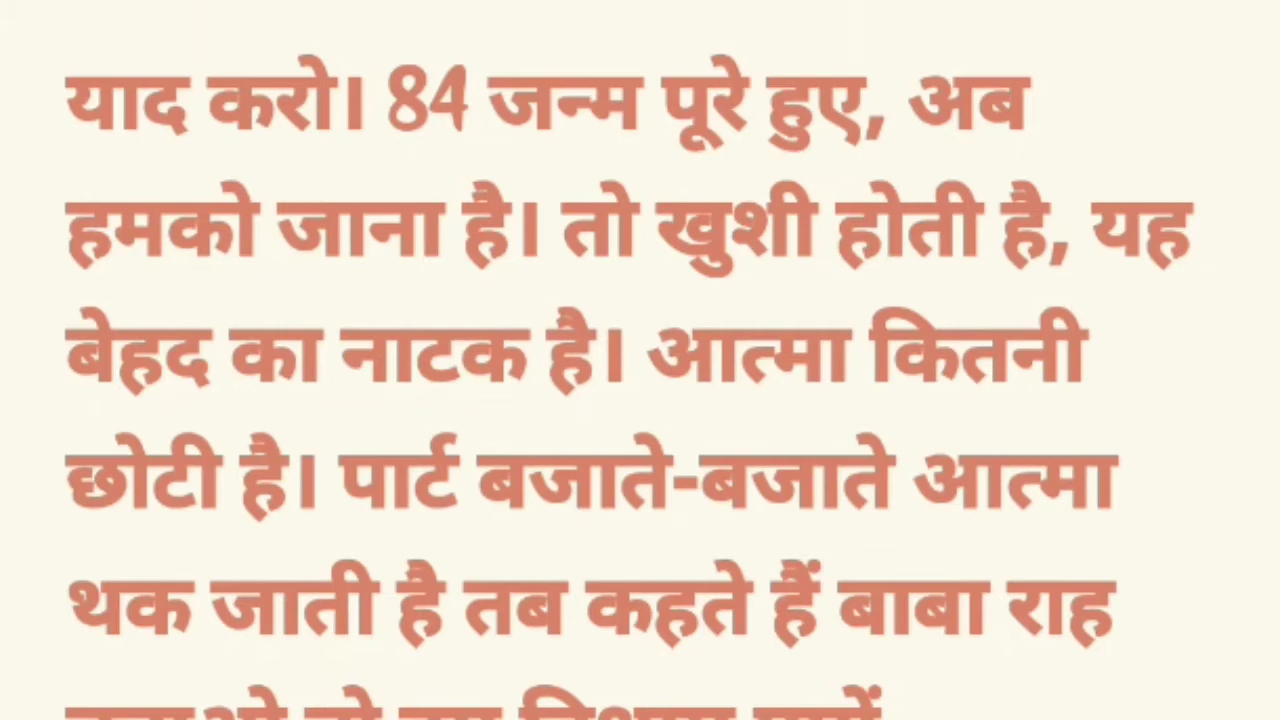 याद करो। 84 जन्म पूरे हुए, अब
हमको जाना है। तो खुशी होती है, यह
बेहद का नाटक है। आत्मा कितनी
छोटी है। पार्ट बजाते-बजाते आत्मा
थक जाती है तब कहते हैं बाबा राह